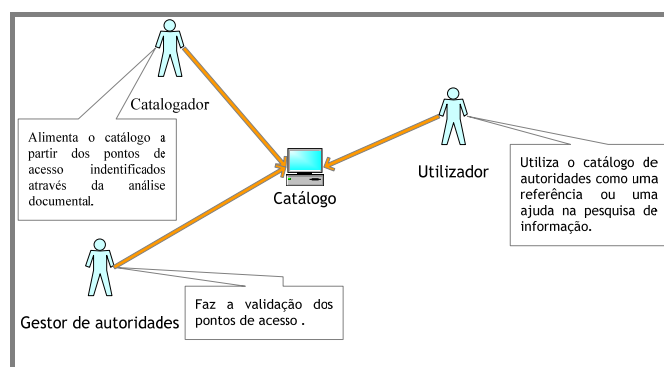 Catalogador
Alimenta o catálogo a
partir dos pontos de
acesso indentificados
através da análise
documental.
Catálogo
Utilizador
Utiliza o catálogo de
autoridades como uma
referência ou uma
ajuda na pesquisa de
informação.
Gestor de autoridades
Faz a validação dos
pontos de acesso .